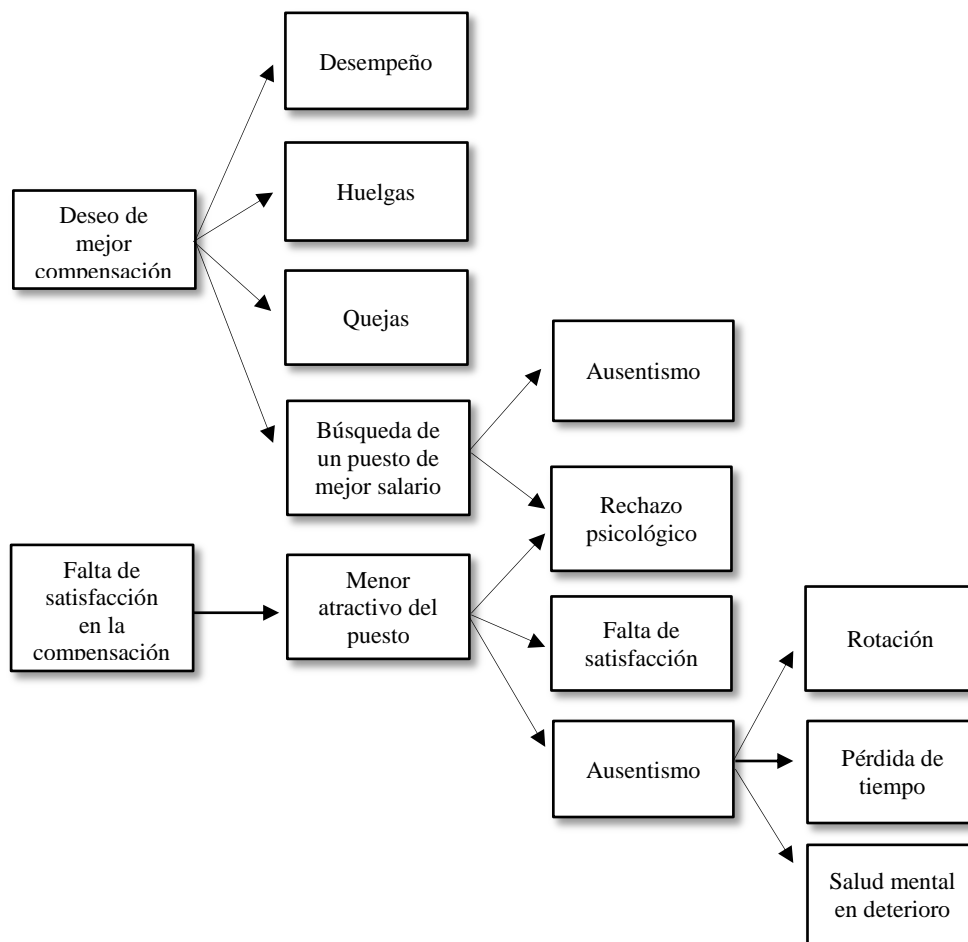 Desempeño
Huelgas
Deseo de
mejor
compensación
Quejas
Ausentismo
Búsqueda de
un puesto de
mejor salario
Rechazo
psicológico
Falta de
satisfacción
en la
compensación
Menor
atractivo del
puesto
Falta de
satisfacción
Rotación
Ausentismo
Pérdida de
tiempo
Salud mental
en deterioro